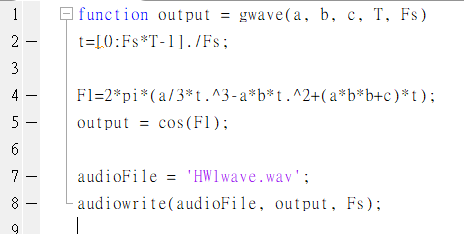 1 function output = gwave(a, b, c, T, Fs)
2 — t=[0:Fs*T-1]./Fs;
3
4 — F1=2*pi*(a/3*t.^3-a*b*t.^2+(a*b*b+c)*t);
5 — output = cos(F1);
6
7 — audioFile = 'HW1wave.wav';
8 — audiowrite(audioFile, output, Fs);
9